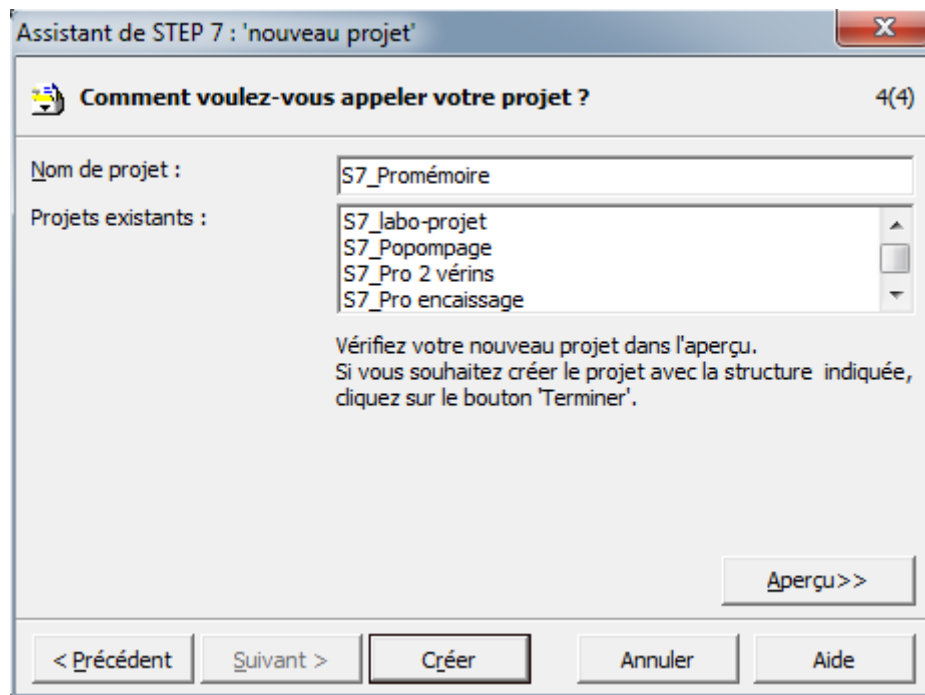 Assistant de STEP 7 : 'nouveau projet'
Comment voulez-vous appeler votre projet ? 4(4)
Nom de projet : S7_Promémoire
Projets existants : S7_labo-projet
S7_Popompage
S7_Pro 2 vérins
S7_Pro encaissage
Vérifiez votre nouveau projet dans l'aperçu.
Si vous souhaitez créer le projet avec la structure indiquée,
cliquez sur le bouton 'Terminer'.
Aperçu>>
< Précédent Suivant > Créer Annuler Aide